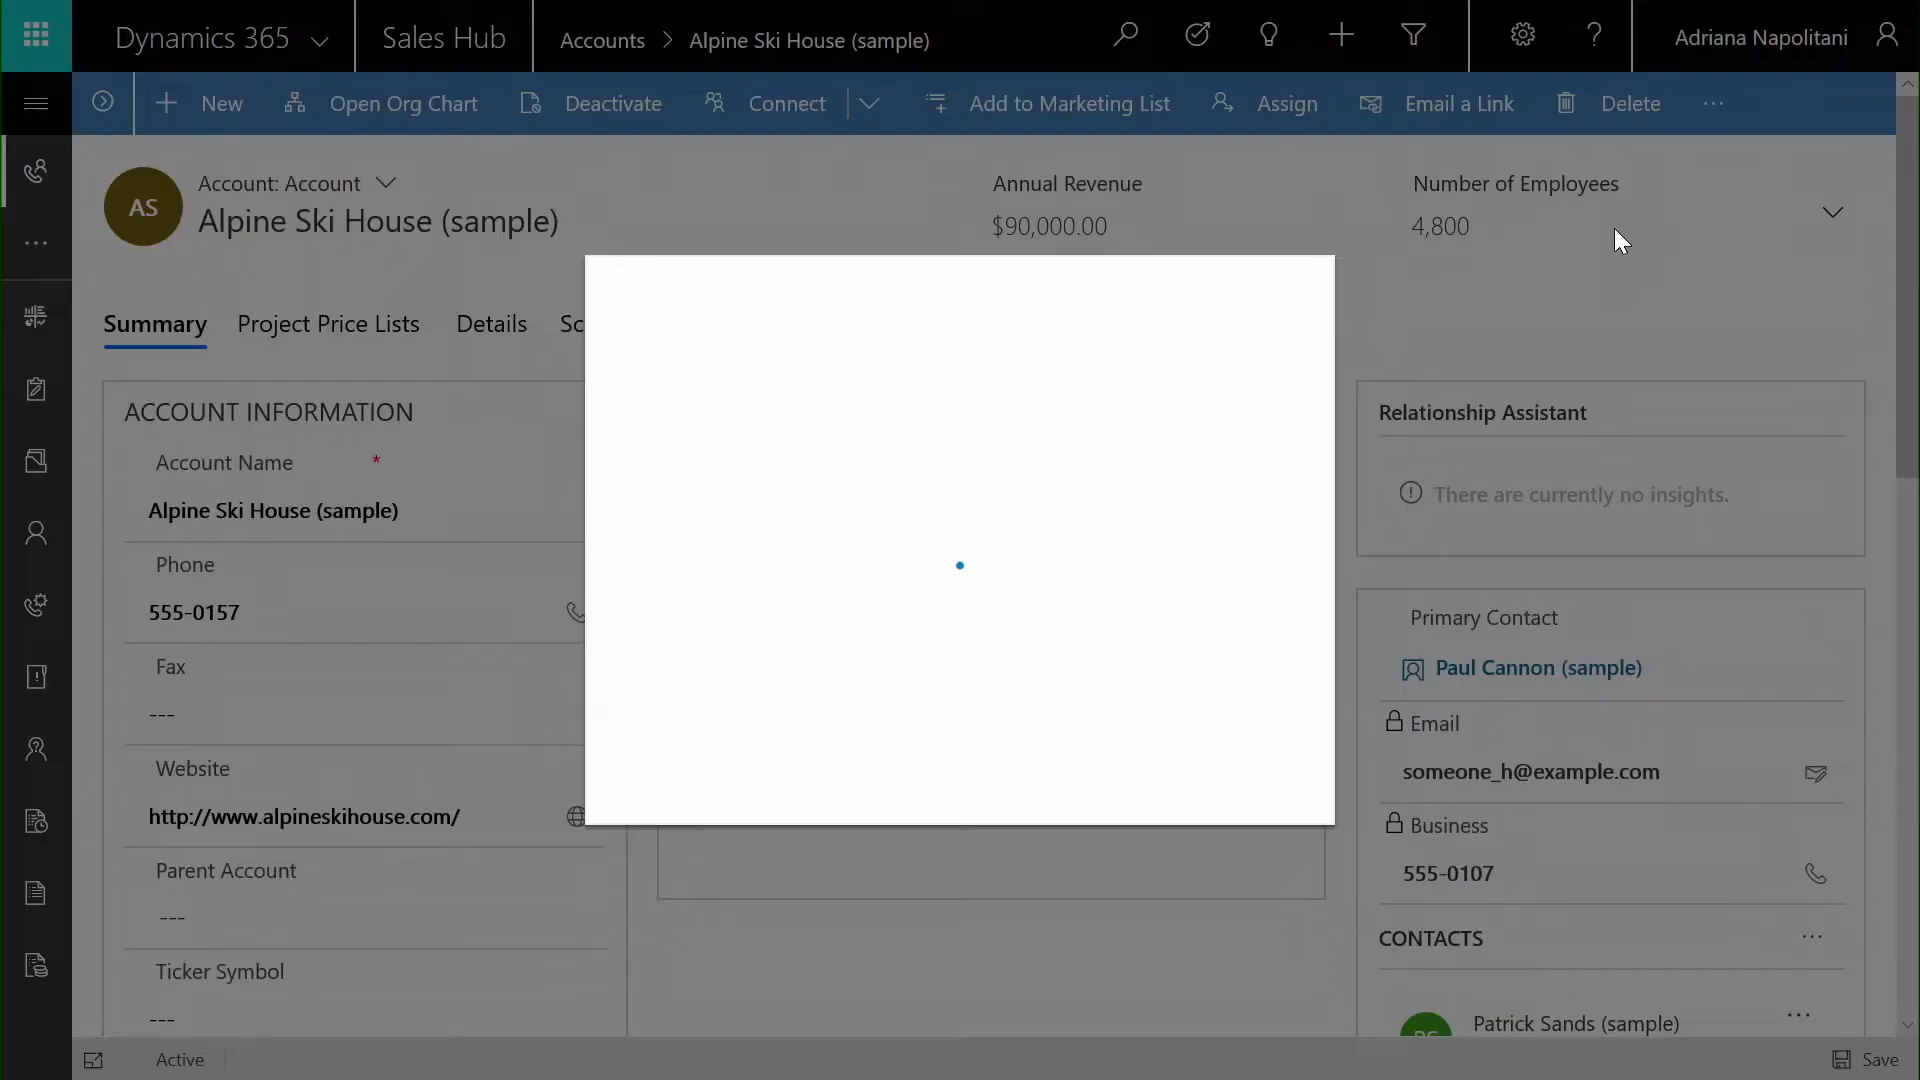 Dynamics 365
Sales Hub
Accounts > Alpine Ski House (sample)
Adriana Napolitani
New
Open Org Chart
Deactivate
Connect
Add to Marketing List
Assign
Email a Link
Delete
AS
Account: Account
Alpine Ski House (sample)
Annual Revenue
$90,000.00
Number of Employees
4,800
Summary
Project Price Lists
Details
Sc
ACCOUNT INFORMATION
Account Name *
Alpine Ski House (sample)
Phone
555-0157
Fax
---
Website
http://www.alpineskihouse.com/
Parent Account
---
Ticker Symbol
---
Relationship Assistant
There are currently no insights.
Primary Contact
Paul Cannon (sample)
Email
someone_h@example.com
Business
555-0107
CONTACTS
PS
Patrick Sands (sample)
Active
Save